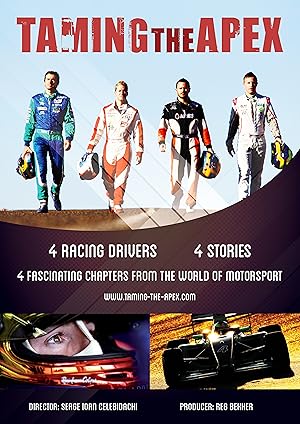 TAMING THE APEX
4 RACING DRIVERS 4 STORIES
4 FASCINATING CHAPTERS FROM THE WORLD OF MOTORSPORT
WWW.TAMING-THE-APEX.COM
DIRECTOR: SERGE IOAN CELEBIDACHI PRODUCER: REG BEKKER